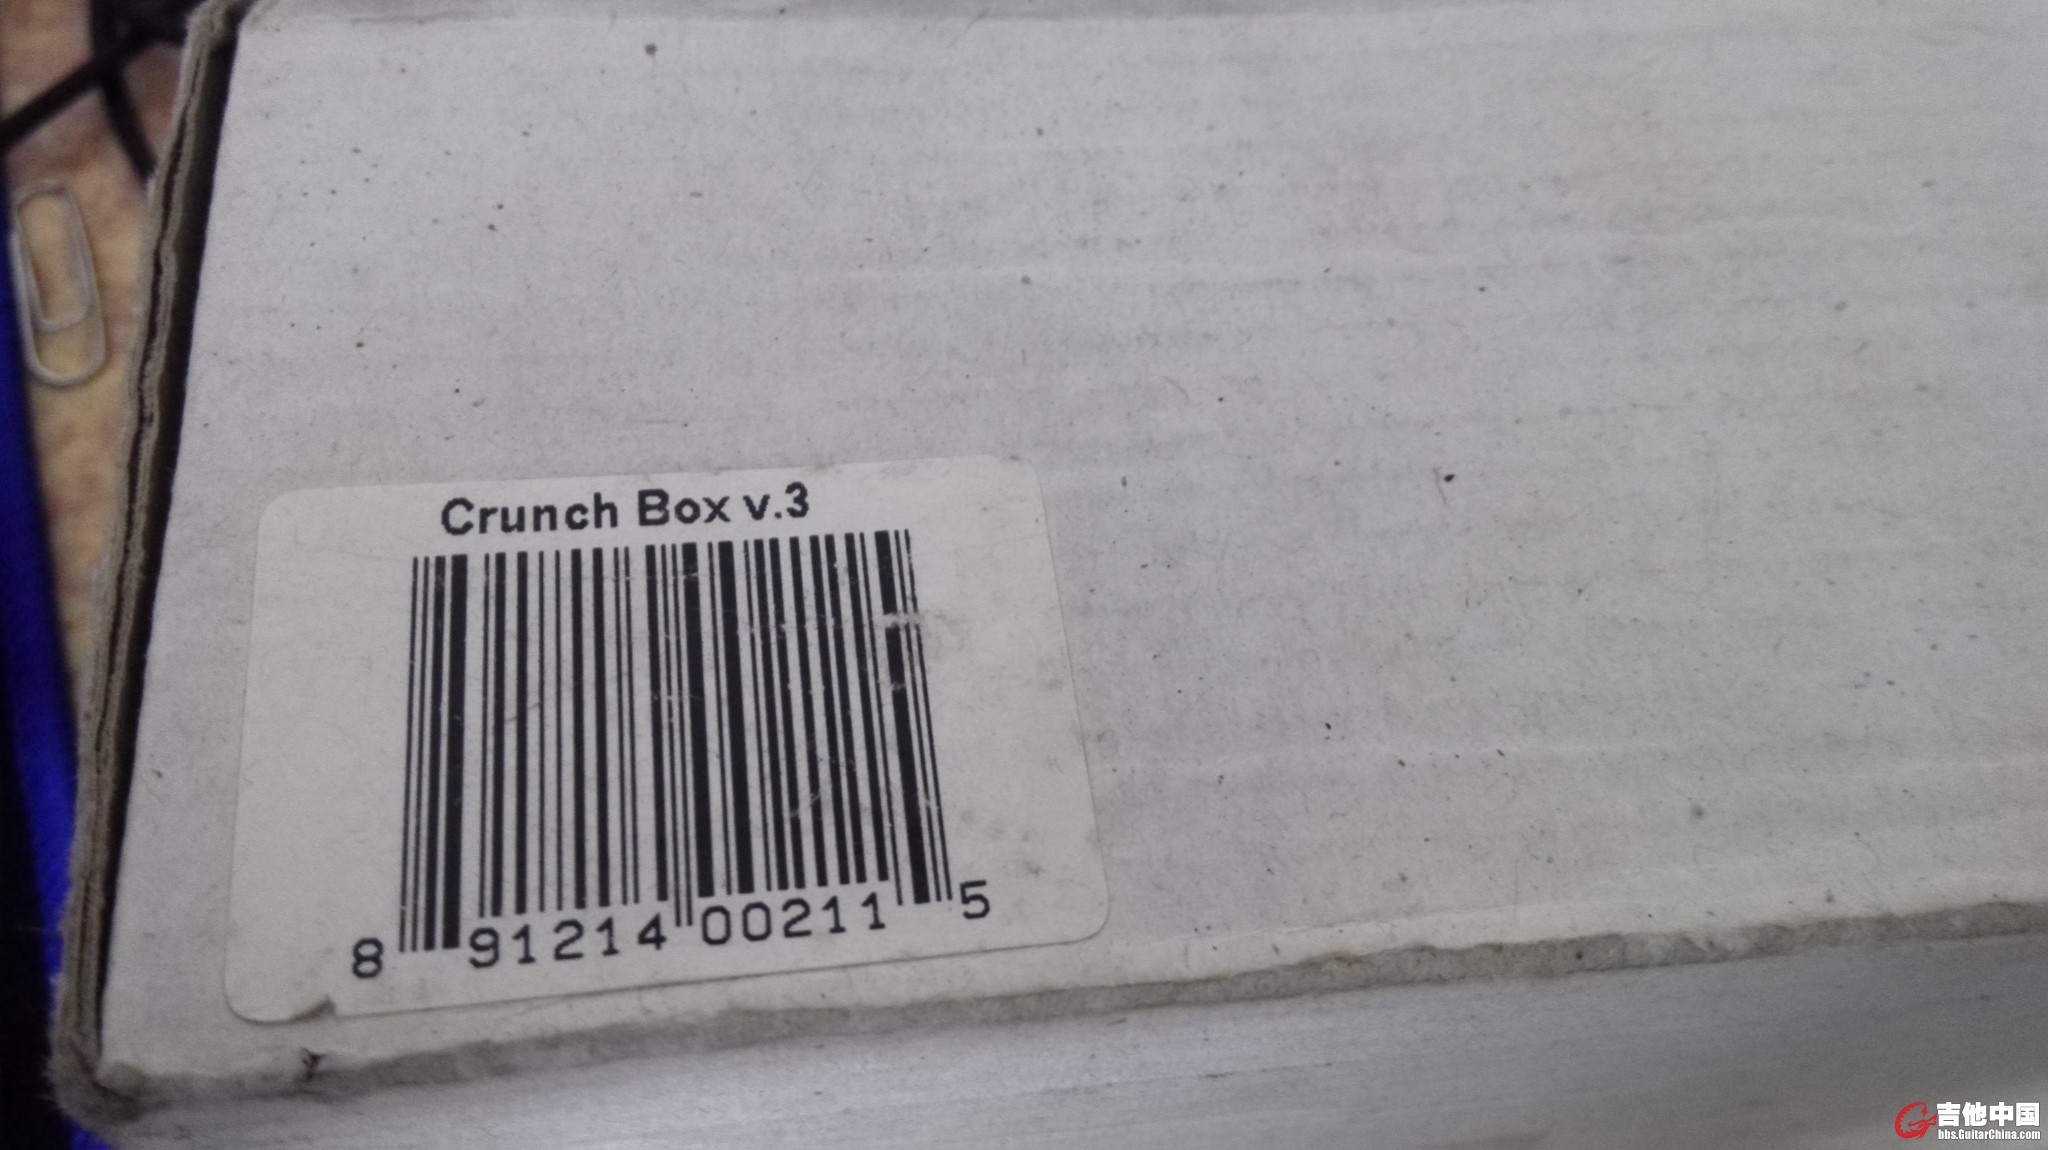 Crunch Box v.3
8 91214 00211 5
吉他中国
bbs.GuitarChina.com